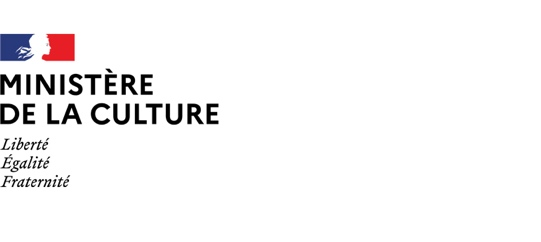 MINISTÈRE
DE LA CULTURE
Liberté
Égalité
Fraternité